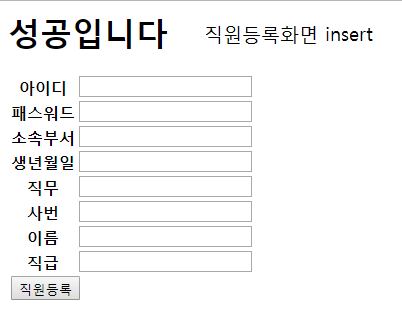 성공입니다 직원등록화면 insert
아이디
패스워드
소속부서
생년월일
직무
사번
이름
직급
직원등록